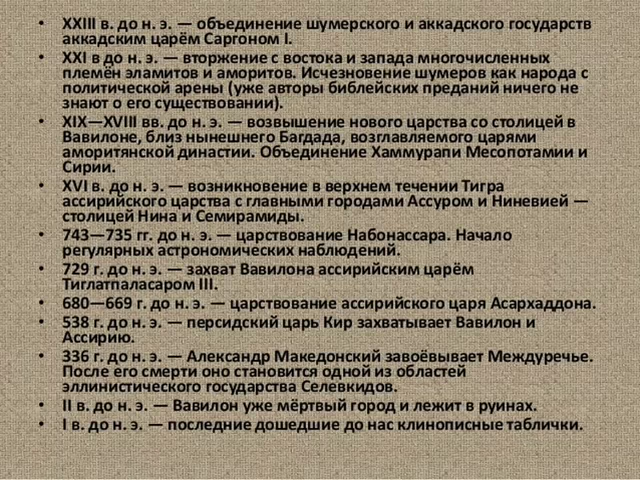 • XXIII в. до н. э. — объединение шумерского и аккадского государств
аккадским царём Саргоном I.
• XXI в до н. э. — вторжение с востока и запада многочисленных
племён эламитов и аморитов. Исчезновение шумеров как народа с
политической арены (уже авторы библейских преданий ничего не
знают о его существовании).
• XIX—XVIII вв. до н. э. — возвышение нового царства со столицей в
Вавилоне, близ нынешнего Багдада, возглавляемого царями
аморитянской династии. Объединение Хаммурапи Месопотамии и
Сирии.
• XVI в. до н. э. — возникновение в верхнем течении Тигра
ассирийского царства с главными городами Ассуром и Ниневией —
столицей Нина и Семирамиды.
• 743—735 гг. до н. э. — царствование Набонассара. Начало
регулярных астрономических наблюдений.
• 729 г. до н. э. — захват Вавилона ассирийским царём
Тиглатпаласаром III.
• 680—669 г. до н. э. — царствование ассирийского царя Асархаддона.
• 538 г. до н. э. — персидский царь Кир захватывает Вавилон и
Ассирию.
• 336 г. до н. э. — Александр Македонский завоёвывает Междуречье.
После его смерти оно становится одной из областей
эллинистического государства Селевкидов.
• II в. до н. э. — Вавилон уже мёртвый город и лежит в руинах.
• I в. до н. э. — последние дошедшие до нас клинописные таблички.